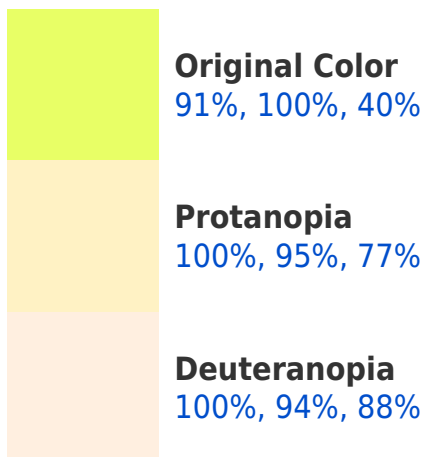 Original Color
91%, 100%, 40%
Protanopia
100%, 95%, 77%
Deuteranopia
100%, 94%, 88%